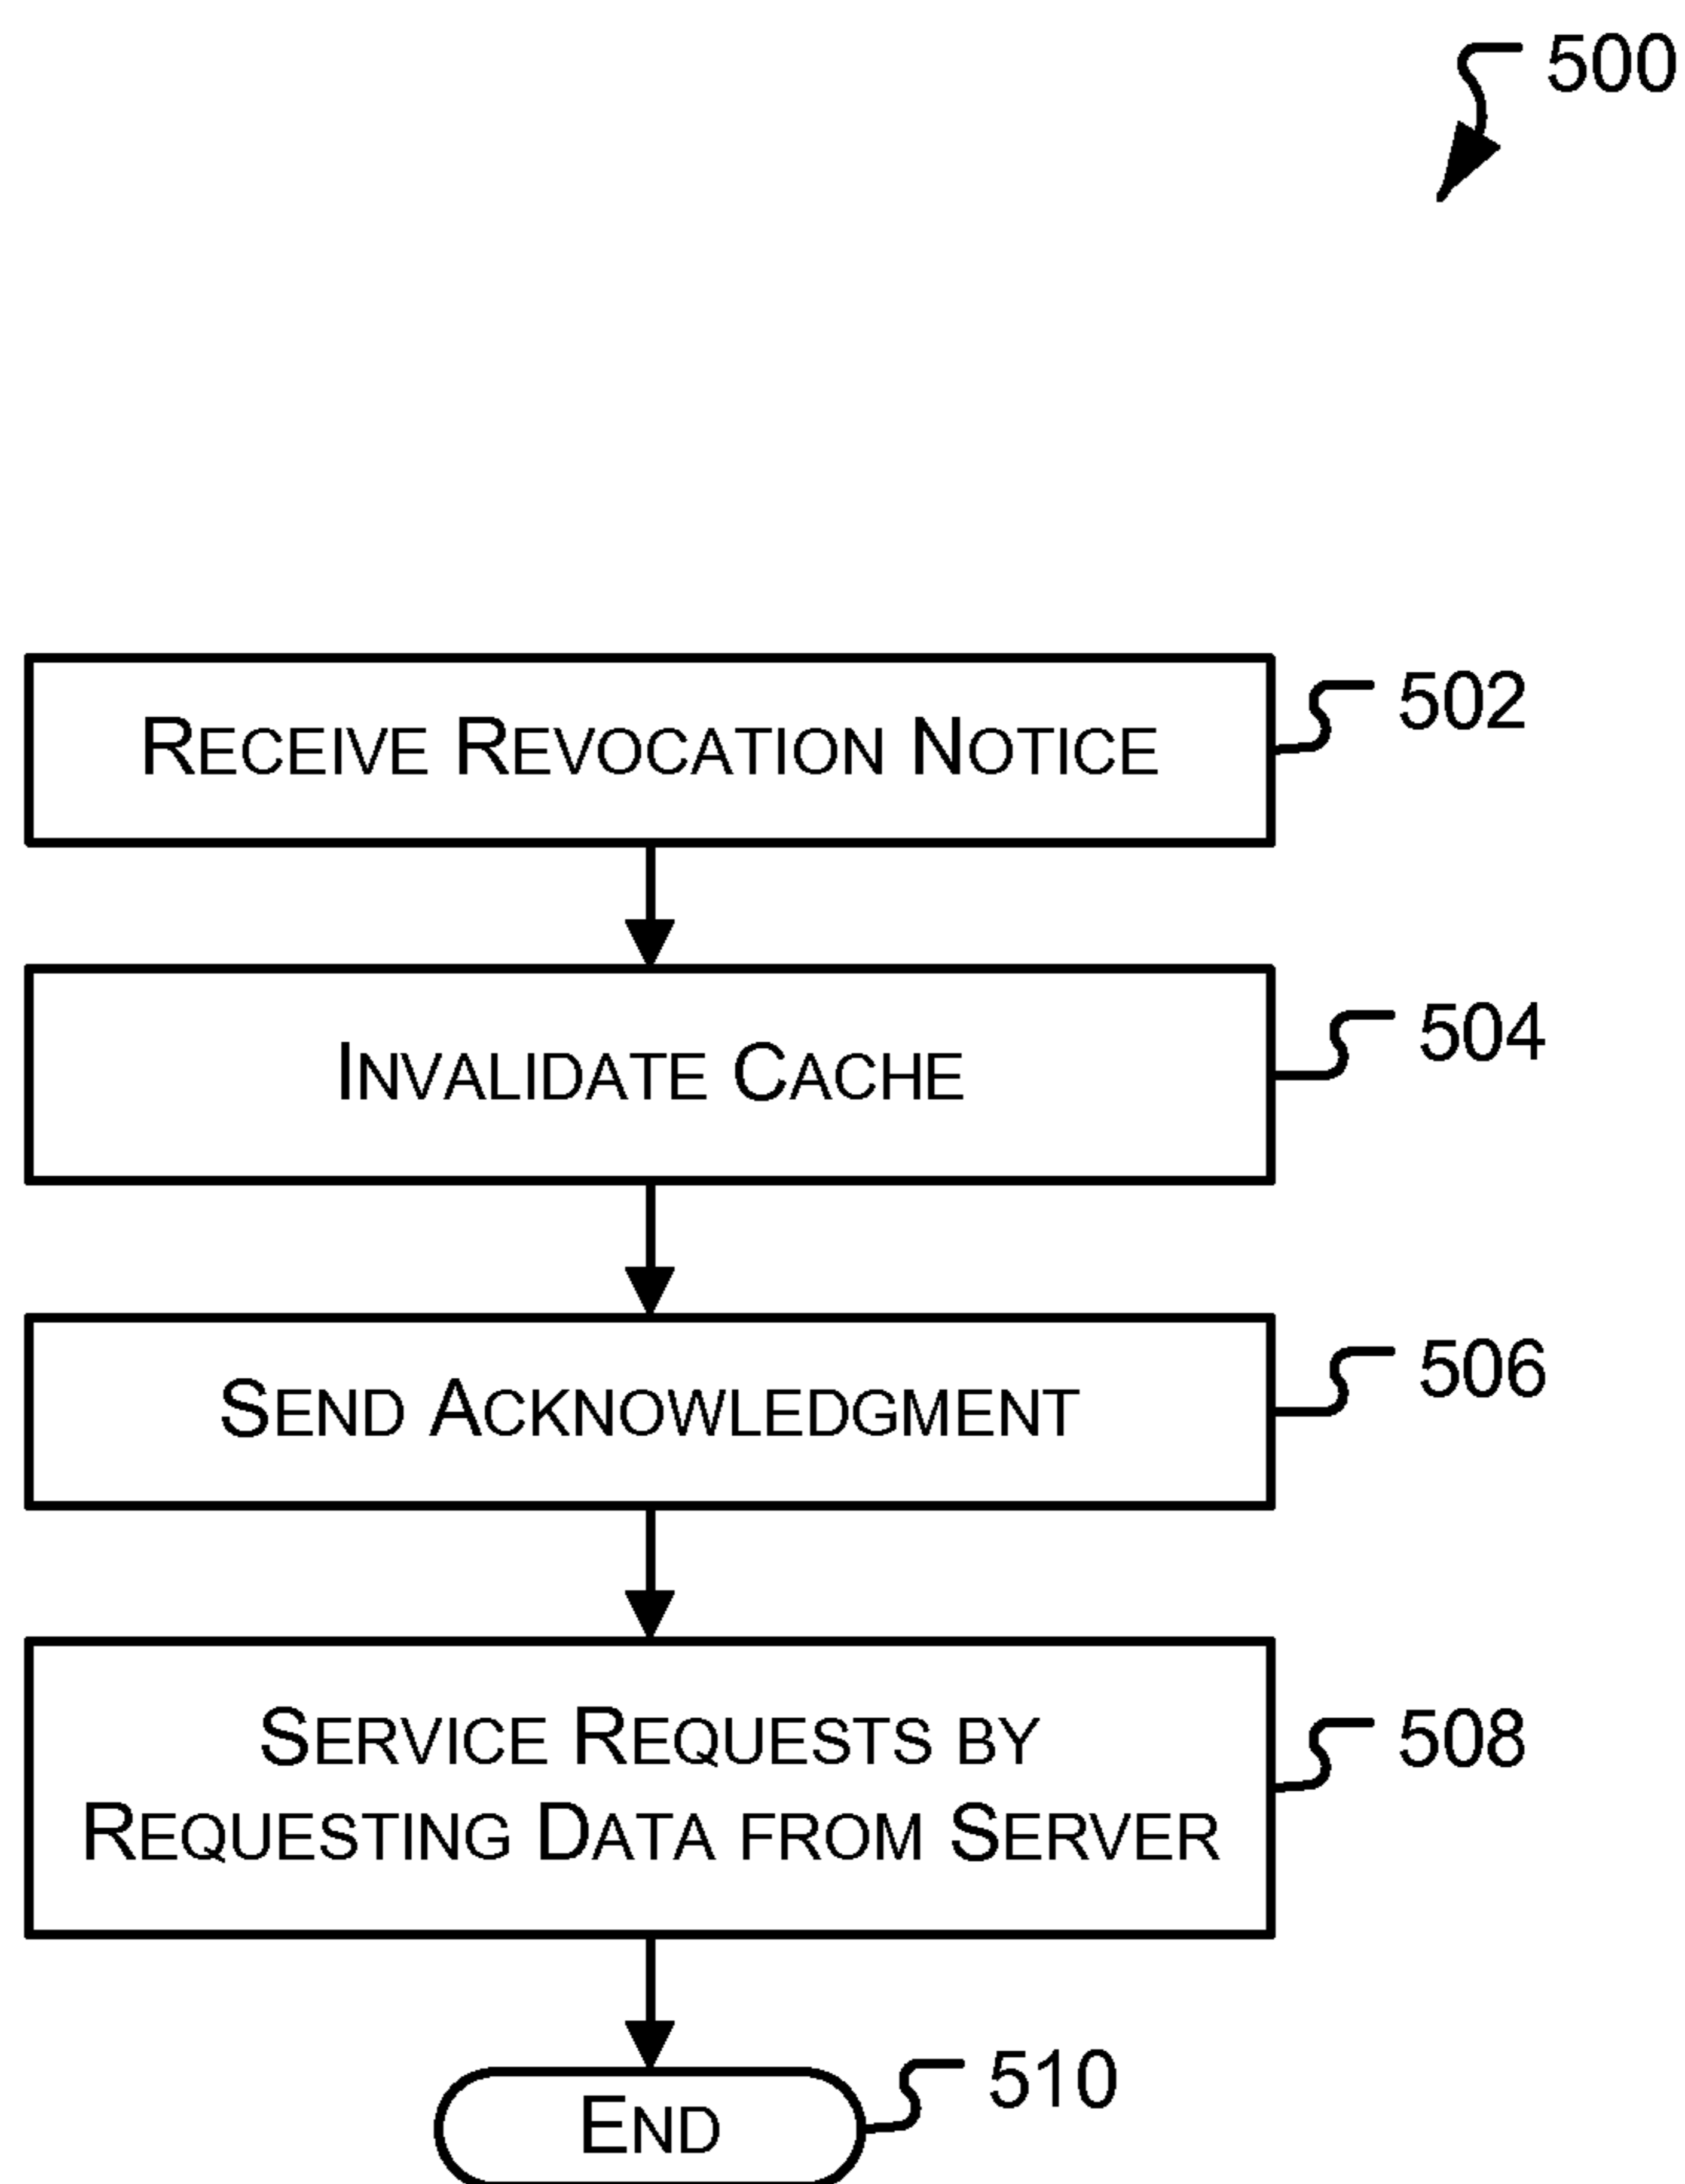 500
RECEIVE REVOCATION NOTICE
502
INVALIDATE CACHE
504
SEND ACKNOWLEDGMENT
506
SERVICE REQUESTS BY
REQUESTING DATA FROM SERVER
508
END
510